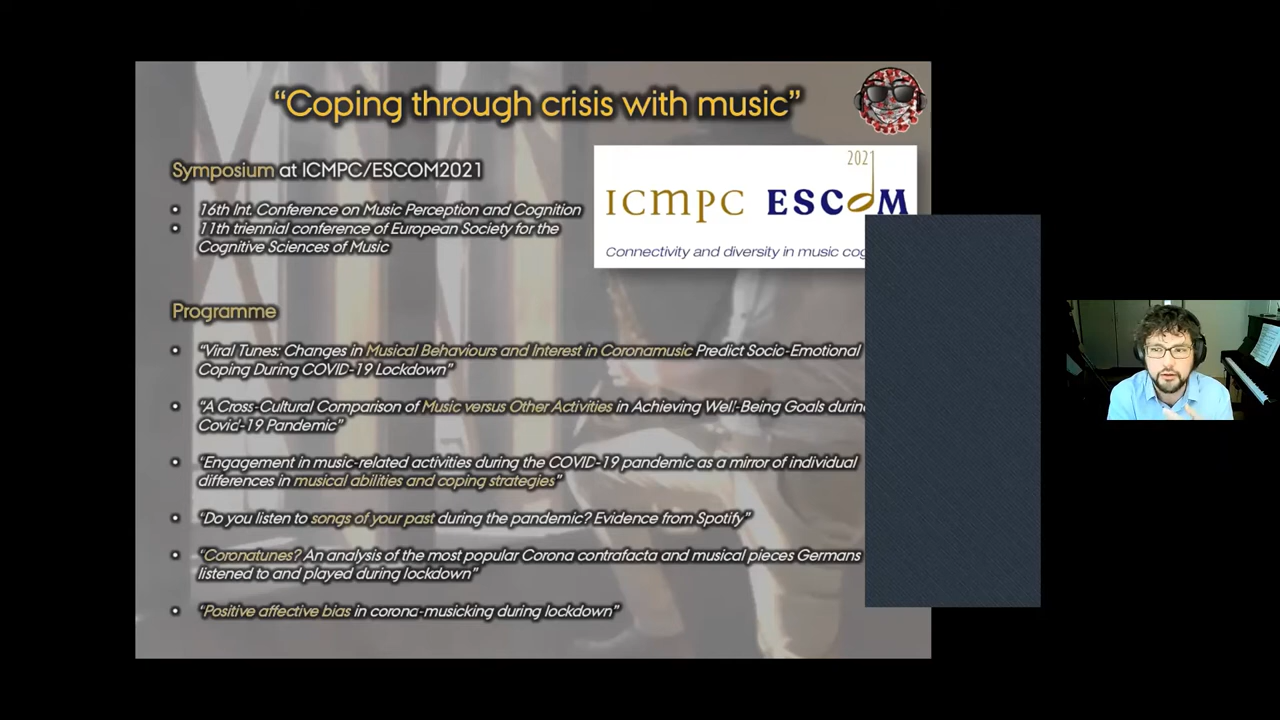 “Coping through crisis with music”
Symposium at ICMPC/ESCOM2021
• 16th Int. Conference on Music Perception and Cognition
• 11th triennial conference of European Society for the
Cognitive Sciences of Music
2021
ICMPC ESCOM
Connectivity and diversity in music cog
Programme
• “Viral Tunes: Changes in Musical Behaviours and Interest in Coronamusic Predict Socio-Emotional
Coping During COVID-19 Lockdown”
• “A Cross-Cultural Comparison of Music versus Other Activities in Achieving Well-Being Goals durin
Covid-19 Pandemic”
• “Engagement in music-related activities during the COVID-19 pandemic as a mirror of individual
differences in musical abilities and coping strategies”
• “Do you listen to songs of your past during the pandemic? Evidence from Spotify”
• “Coronatunes? An analysis of the most popular Corona contrafacta and musical pieces Germans
listened to and played during lockdown”
• “Positive affective bias in corona-musicking during lockdown”